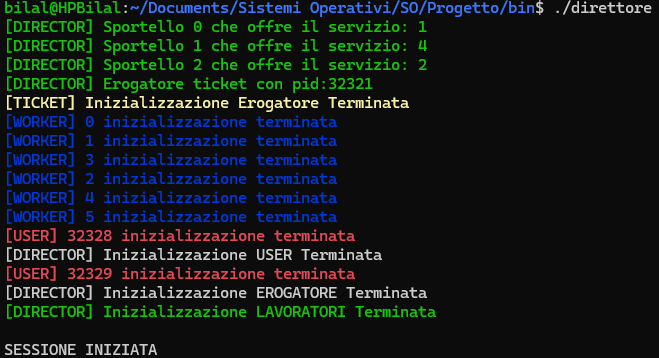 bilal@HPBilal:~/Documents/Sistemi Operativi/SO/Progetto/bin$ ./direttore
[DIRECTOR] Sportello 0 che offre il servizio: 1
[DIRECTOR] Sportello 1 che offre il servizio: 4
[DIRECTOR] Sportello 2 che offre il servizio: 2
[DIRECTOR] Erogatore ticket con pid:32321
[TICKET] Inizializzazione Erogatore Terminata
[WORKER] 0 inizializzazione terminata
[WORKER] 1 inizializzazione terminata
[WORKER] 3 inizializzazione terminata
[WORKER] 2 inizializzazione terminata
[WORKER] 4 inizializzazione terminata
[WORKER] 5 inizializzazione terminata
[USER] 32328 inizializzazione terminata
[DIRECTOR] Inizializzazione USER Terminata
[USER] 32329 inizializzazione terminata
[DIRECTOR] Inizializzazione EROGATORE Terminata
[DIRECTOR] Inizializzazione LAVORATORI Terminata
SESSIONE INIZIATA